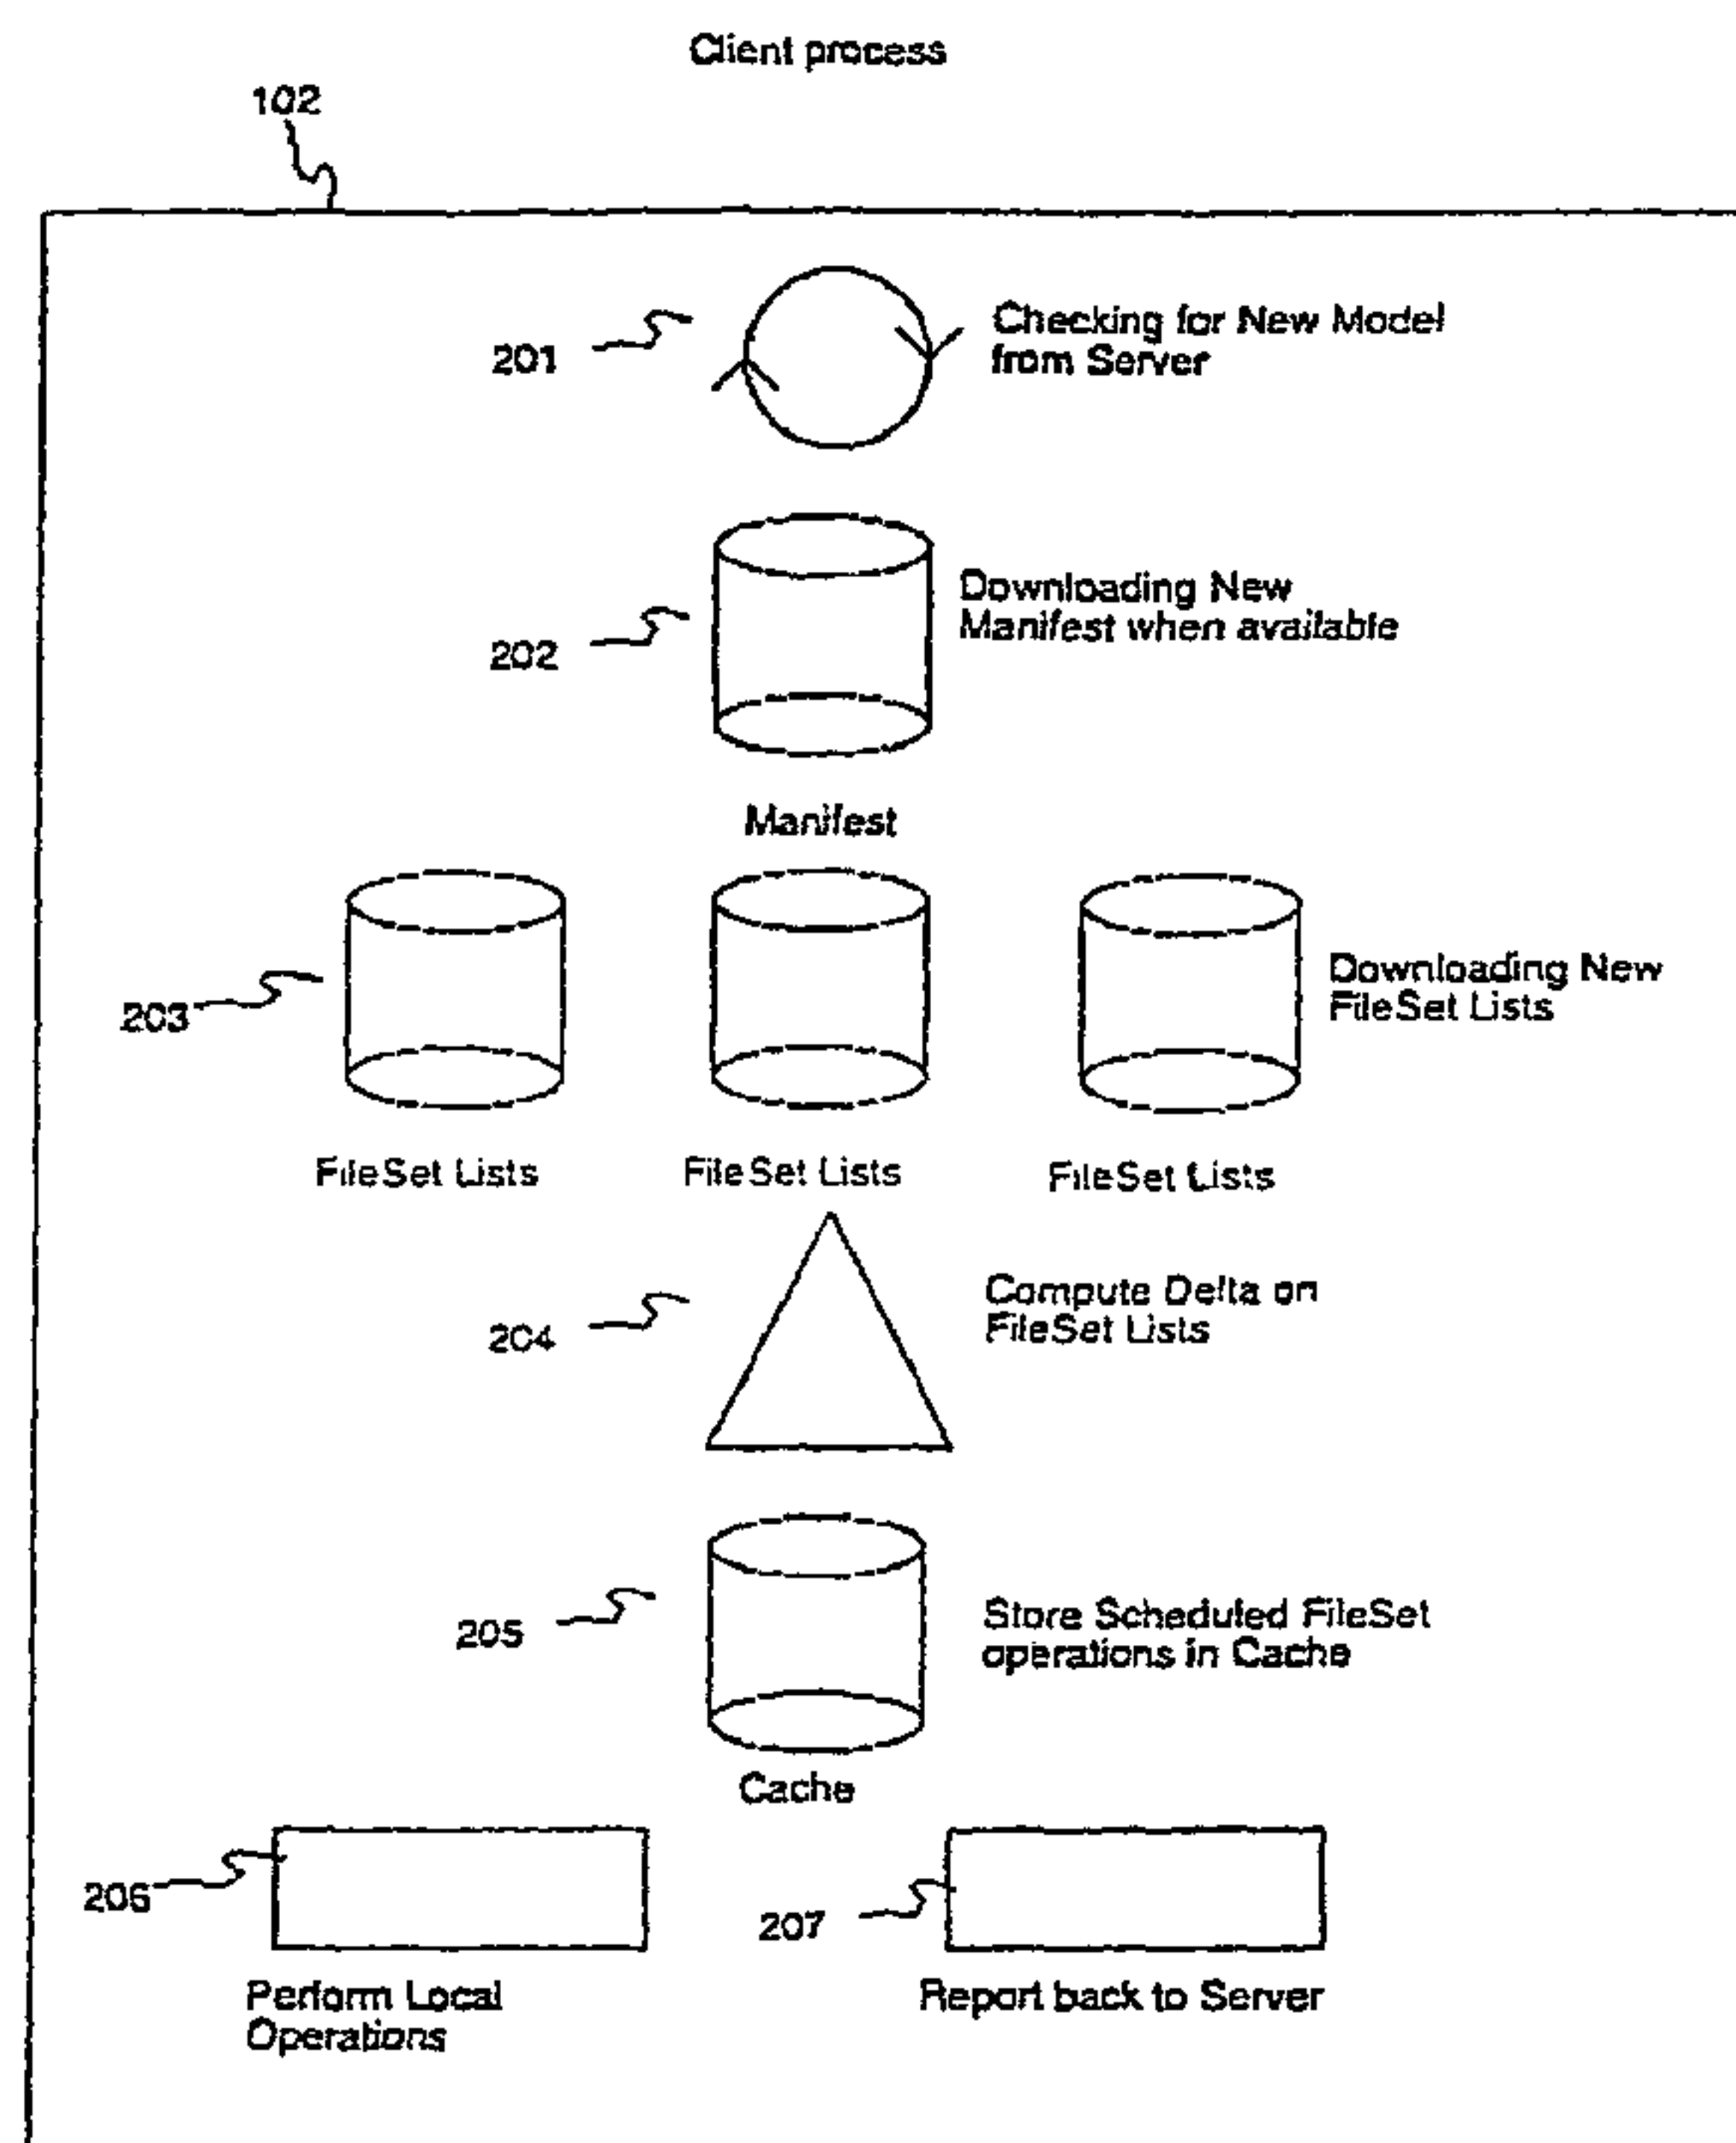 Client process
102
201
Checking for New Model
from Server
202
Downloading New
Manifest when available
Manifest
203
Downloading New
FileSet Lists
FileSet Lists
FileSet Lists
FileSet Lists
204
Compute Delta on
FileSet Lists
205
Store Scheduled FileSet
operations in Cache
Cache
206
207
Perform Local
Operations
Report back to Server